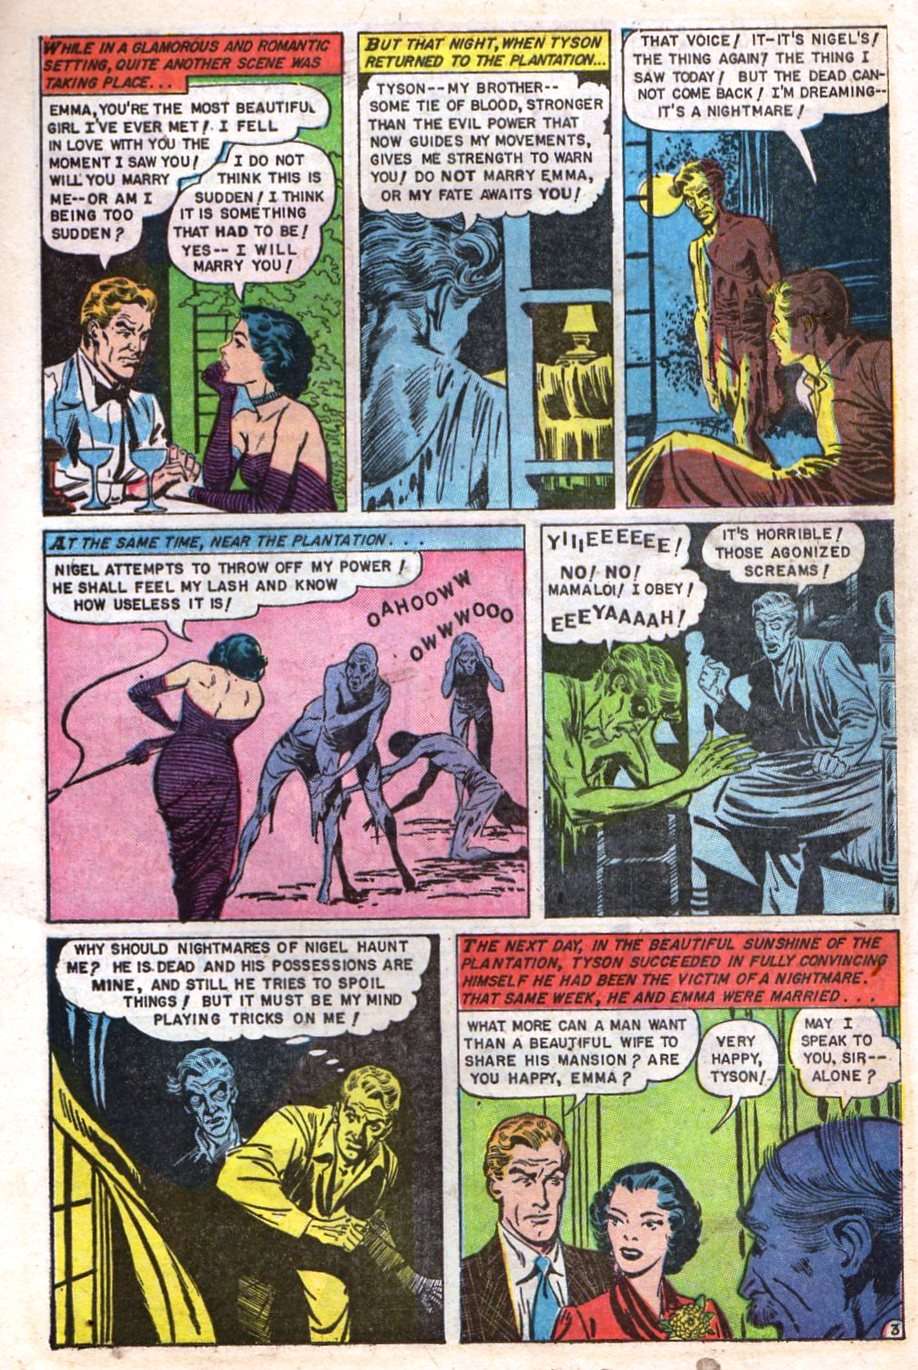 WHILE IN A GLAMOROUS AND ROMANTIC
SETTING, QUITE ANOTHER SCENE WAS
TAKING PLACE...
EMMA, YOU'RE THE MOST BEAUTIFUL
GIRL I'VE EVER MET! I FELL
IN LOVE WITH YOU THE
MOMENT I SAW YOU!
WILL YOU MARRY
ME--OR AM I
BEING TOO
SUDDEN?
I DO NOT
THINK THIS IS
SUDDEN! I THINK
IT IS SOMETHING
THAT HAD TO BE!
YES-- I WILL
MARRY YOU!
BUT THAT NIGHT, WHEN TYSON
RETURNED TO THE PLANTATION...
TYSON--MY BROTHER--
SOME TIE OF BLOOD, STRONGER
THAN THE EVIL POWER THAT
NOW GUIDES MY MOVEMENTS,
GIVES ME STRENGTH TO WARN
YOU! DO NOT MARRY EMMA,
OR MY FATE AWAITS YOU!
THAT VOICE! IT--IT'S NIGEL'S!
THE THING AGAIN! THE THING I
SAW TODAY! BUT THE DEAD CAN-
NOT COME BACK! I'M DREAMING--
IT'S A NIGHTMARE!
AT THE SAME TIME, NEAR THE PLANTATION. . . .
NIGEL ATTEMPTS TO THROW OFF MY POWER!
HE SHALL FEEL MY LASH AND KNOW
HOW USELESS IT IS!
OAHOOWW
OWWWOOO
YIIIEEEEEE!
NO! NO!
MAMALOI! I OBEY!
EEEYAAAAH!
IT'S HORRIBLE!
THOSE AGONIZED
SCREAMS!
WHY SHOULD NIGHTMARES OF NIGEL HAUNT
ME? HE IS DEAD AND HIS POSSESSIONS ARE
MINE, AND STILL HE TRIES TO SPOIL
THINGS! BUT IT MUST BE MY MIND
PLAYING TRICKS ON ME!
THE NEXT DAY, IN THE BEAUTIFUL SUNSHINE OF THE
PLANTATION, TYSON SUCCEEDED IN FULLY CONVINCING
HIMSELF HE HAD BEEN THE VICTIM OF A NIGHTMARE.
THAT SAME WEEK, HE AND EMMA WERE MARRIED. . .
WHAT MORE CAN A MAN WANT
THAN A BEAUTIFUL WIFE TO
SHARE HIS MANSION? ARE
YOU HAPPY, EMMA?
VERY
HAPPY,
TYSON!
MAY I
SPEAK TO
YOU, SIR--
ALONE?
3